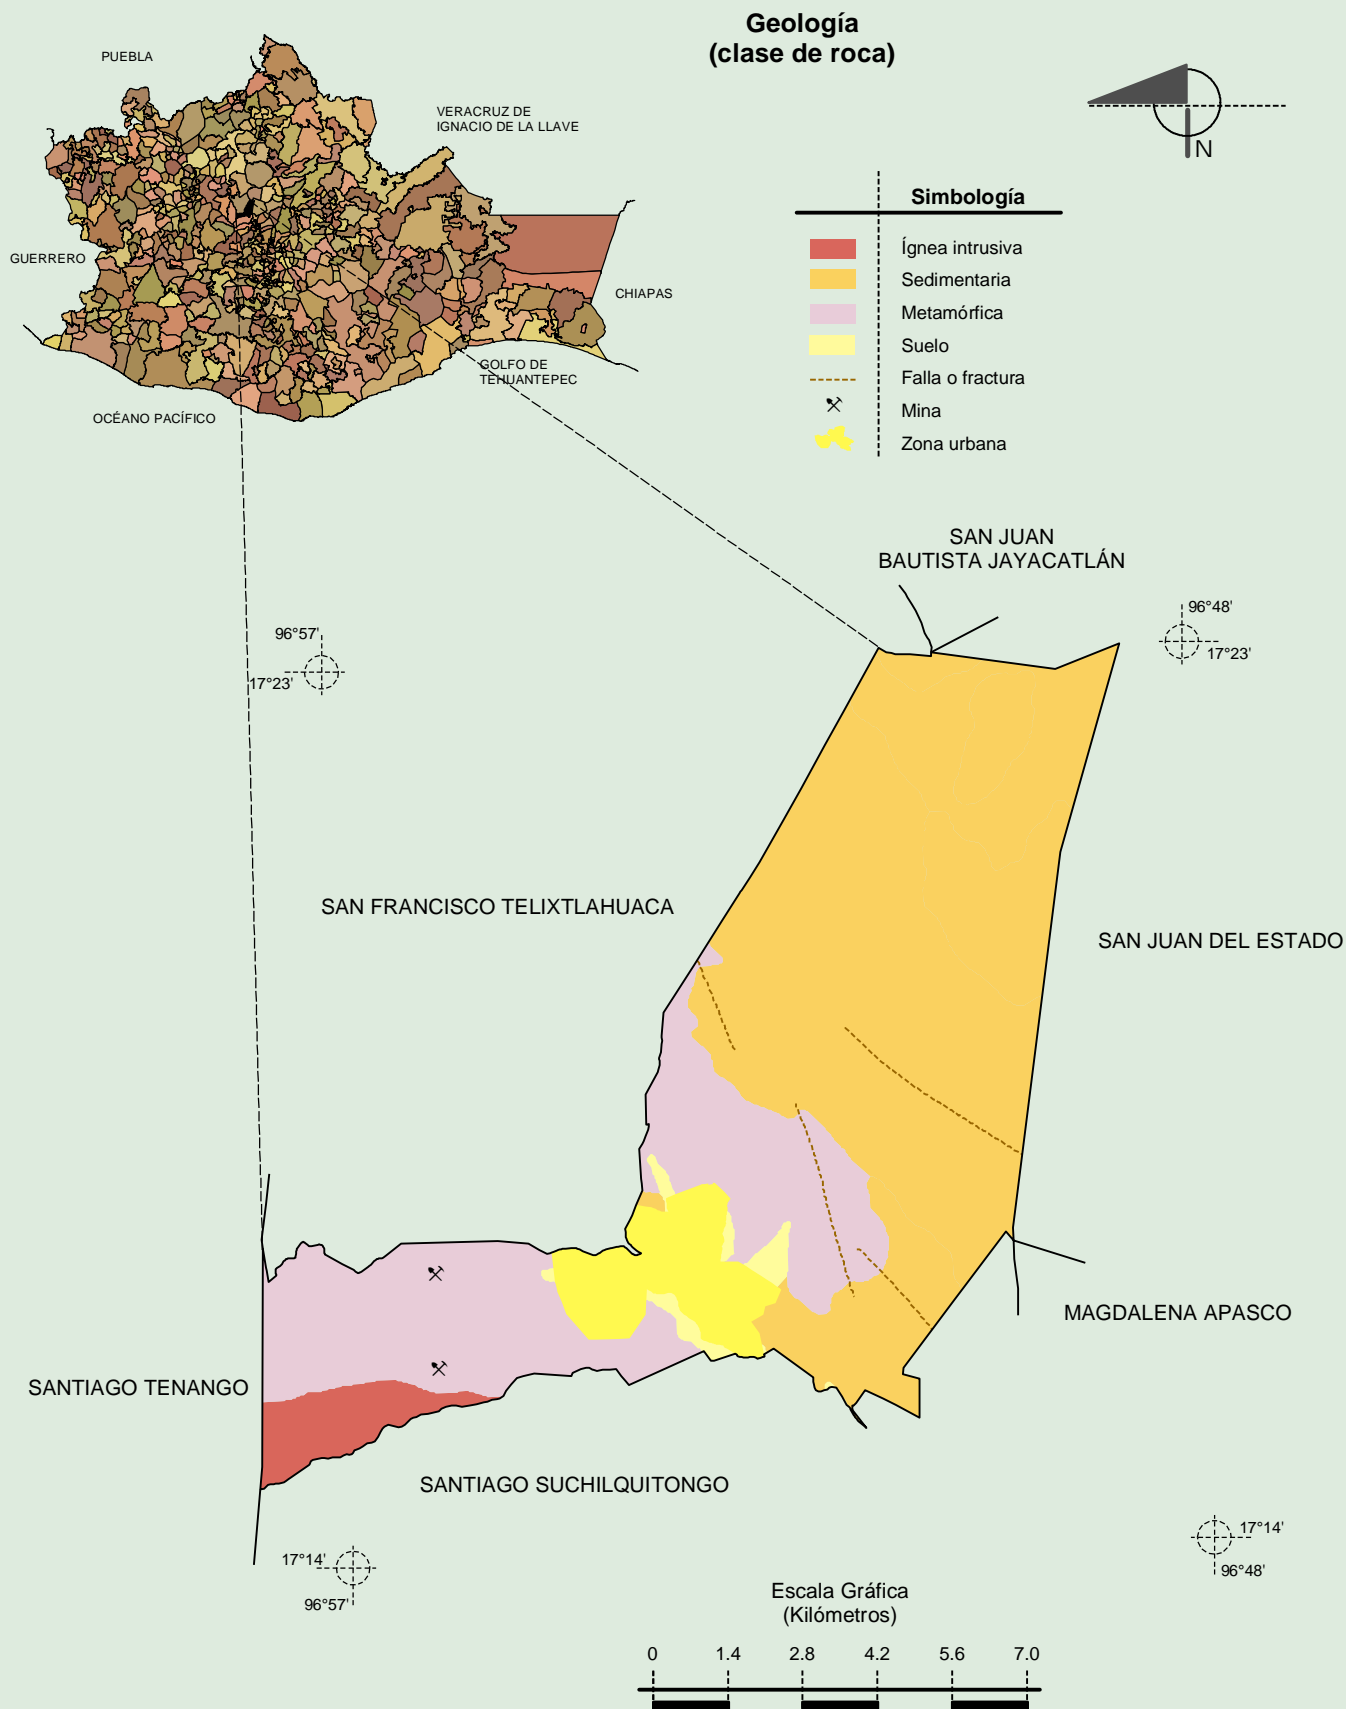 Geología
(clase de roca)
PUEBLA
VERACRUZ DE
IGNACIO DE LA LLAVE
GUERRERO
CHIAPAS
GOLFO DE
TEHUANTEPEC
OCÉANO PACÍFICO
N
Simbología
Ígnea intrusiva
Sedimentaria
Metamórfica
Suelo
Falla o fractura
Mina
Zona urbana
SAN JUAN
BAUTISTA JAYACATLÁN
96°57'
17°23'
96°48'
17°23'
SAN FRANCISCO TELIXTLAHUACA
SAN JUAN DEL ESTADO
MAGDALENA APASCO
SANTIAGO TENANGO
SANTIAGO SUCHILQUITONGO
17°14'
96°57'
17°14'
96°48'
Escala Gráfica
(Kilómetros)
0 1.4 2.8 4.2 5.6 7.0